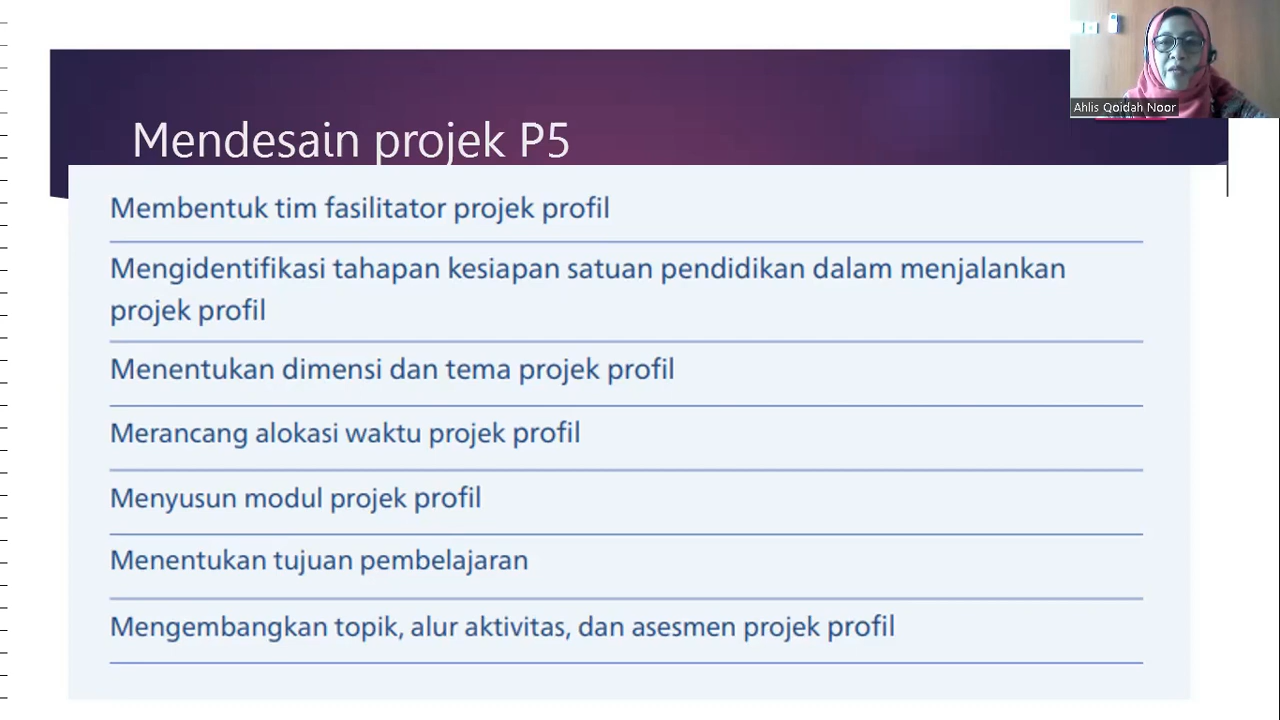 Mendesain projek P5
Ahlis Qoidah Noor
Membentuk tim fasilitator projek profil
Mengidentifikasi tahapan kesiapan satuan pendidikan dalam menjalankan
projek profil
Menentukan dimensi dan tema projek profil
Merancang alokasi waktu projek profil
Menyusun modul projek profil
Menentukan tujuan pembelajaran
Mengembangkan topik, alur aktivitas, dan asesmen projek profil